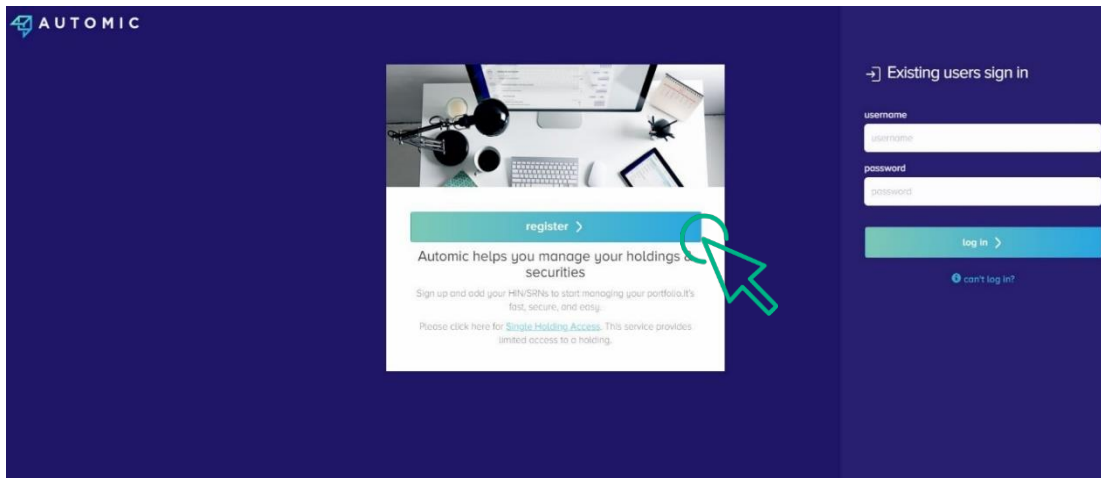 AUTOMIC
register
Automic helps you manage your holdings &
securities
Sign up and add your HIN/SRNs to start managing your portfolio.It's
fast, secure, and easy.
Please click here for Single Holding Access. This service provides
limited access to a holding.
Existing users sign in
username
username
password
password
log in
can't log in?